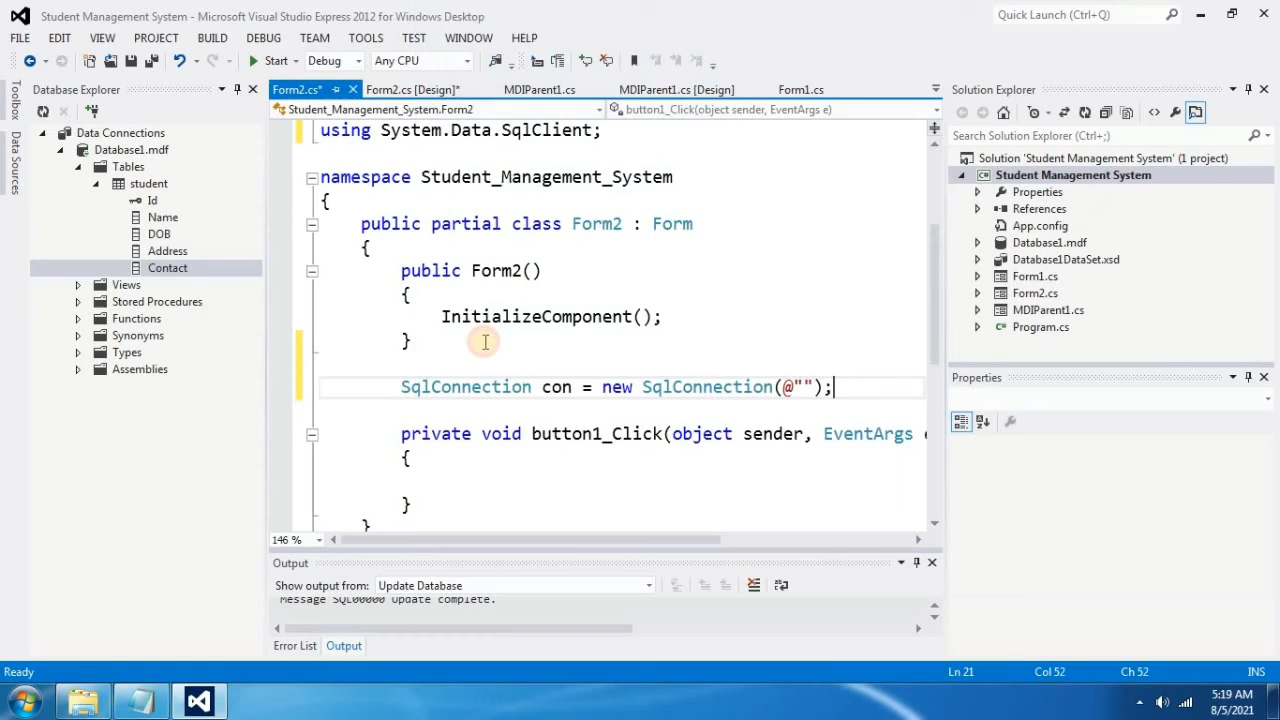 Student Management System - Microsoft Visual Studio Express 2012 for Windows Desktop
Quick Launch (Ctrl+Q)
FILE EDIT VIEW PROJECT BUILD DEBUG TEAM TOOLS TEST WINDOW HELP
Start Debug Any CPU
Toolbox
Data Sources
Database Explorer
Data Connections
Database1.mdf
Tables
student
Id
Name
DOB
Address
Contact
Views
Stored Procedures
Functions
Synonyms
Types
Assemblies
Form2.cs* Form2.cs [Design]* MDIParent1.cs MDIParent1.cs [Design] Form1.cs
Student_Management_System.Form2 button1_Click(object sender, EventArgs e)
using System.Data.SqlClient;
namespace Student_Management_System
{
public partial class Form2 : Form
{
public Form2()
{
InitializeComponent();
}
SqlConnection con = new SqlConnection(@"");
private void button1_Click(object sender, EventArgs e
{
}
}
146 %
Output
Show output from: Update Database
Message SQL00000 Update complete.
Error List Output
Solution Explorer
Search Solution Explorer (Ctrl+;)
Solution 'Student Management System' (1 project)
Student Management System
Properties
References
App.config
Database1.mdf
Database1DataSet.xsd
Form1.cs
Form2.cs
MDIParent1.cs
Program.cs
Properties
Ready Ln 21 Col 52 Ch 52 INS
5:19 AM
8/5/2021